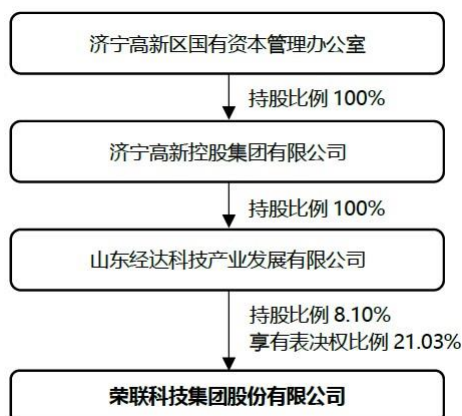 济宁高新区国有资本管理办公室
持股比例 100%
济宁高新控股集团有限公司
持股比例 100%
山东经达科技产业发展有限公司
持股比例 8.10%
享有表决权比例 21.03%
荣联科技集团股份有限公司